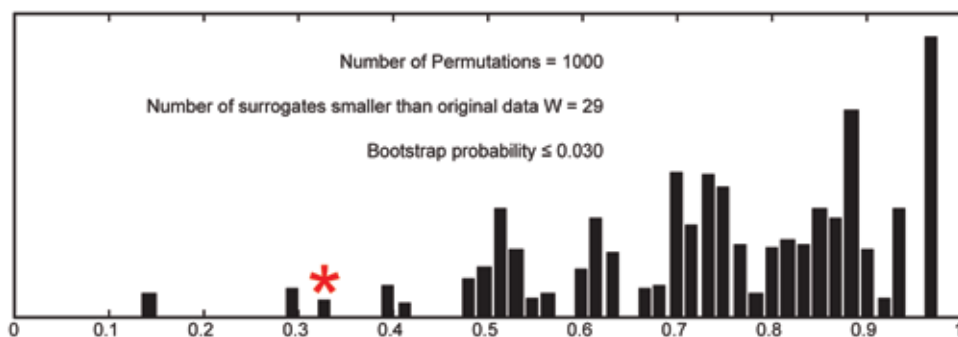 Number of Permutations = 1000
Number of surrogates smaller than original data W = 29
Bootstrap probability ≤ 0.030
0 0.1 0.2 0.3 0.4 0.5 0.6 0.7 0.8 0.9 1